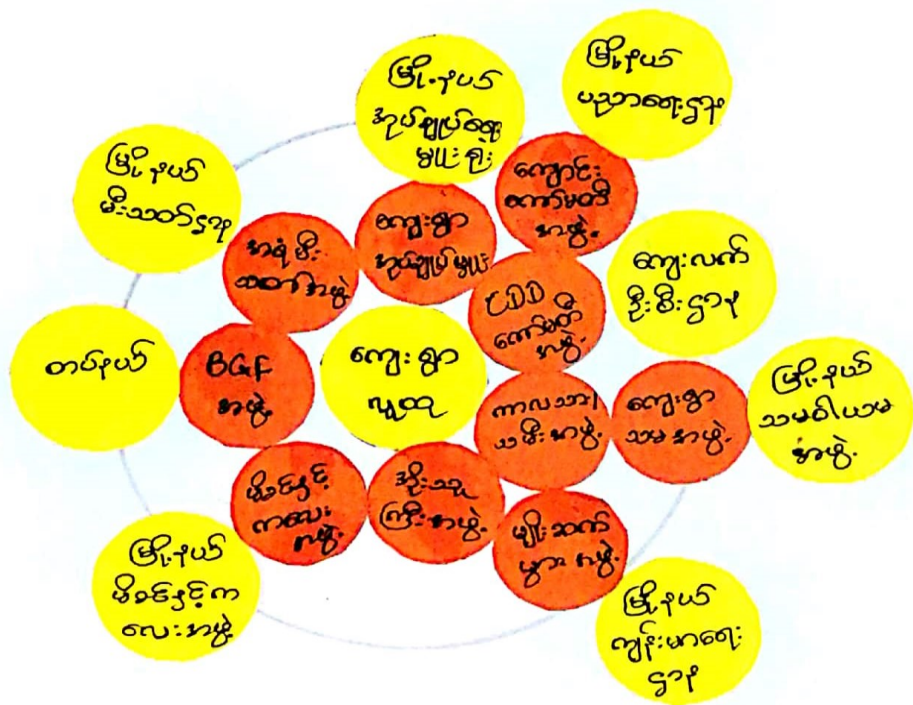 မြို့နယ်
ပညာရေးဌာန
မြို့နယ်
အုပ်ချုပ်ရေး
မှူးရုံး
မြို့နယ်
မီးသတ်ဌာန
ကျောင်း
ကော်မတီ
အဖွဲ့
ကျေးရွာ
အုပ်ချုပ်မှူး
အရံမီး
သတ်အဖွဲ့
ကျေးလက်
ဦးစီးဌာန
CDD
ကော်မတီ
အဖွဲ့
တပ်နယ်
BGF
အဖွဲ့
ကျေးရွာ
လူထု
ကာလသား၊
သမီးအဖွဲ့
ကျေးရွာ
သမအဖွဲ့
မြို့နယ်
သမဝါယမ
အဖွဲ့
မိခင်နှင့်
ကလေး
အဖွဲ့
အိုးသူ
ကြီးအဖွဲ့
မျိုးဆက်
ပွားအဖွဲ့
မြို့နယ်
မိခင်နှင့်က
လေးအဖွဲ့
မြို့နယ်
ကျန်းမာရေး
ဌာန